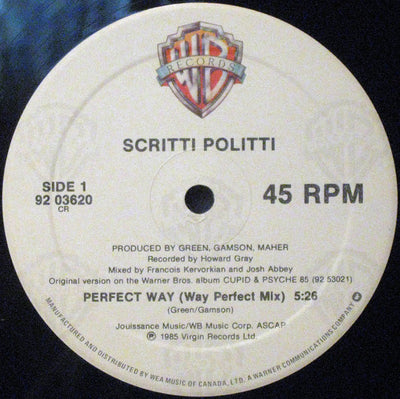 WB
RECORDS
SCRITTI POLITTI
SIDE 1
92 03620
CR
45 RPM
PRODUCED BY GREEN, GAMSON, MAHER
Recorded by Howard Gray
Mixed by Francois Kervorkian and Josh Abbey
Original version on the Warner Bros. album CUPID & PSYCHE 85 (92 53021)
PERFECT WAY (Way Perfect Mix) 5:26
(Green/Gamson)
Jouissance Music/WB Music Corp. ASCAP
℗ 1985 Virgin Records Ltd.
MANUFACTURED AND DISTRIBUTED BY WEA MUSIC OF CANADA, LTD. A WARNER COMMUNICATIONS COMPANY